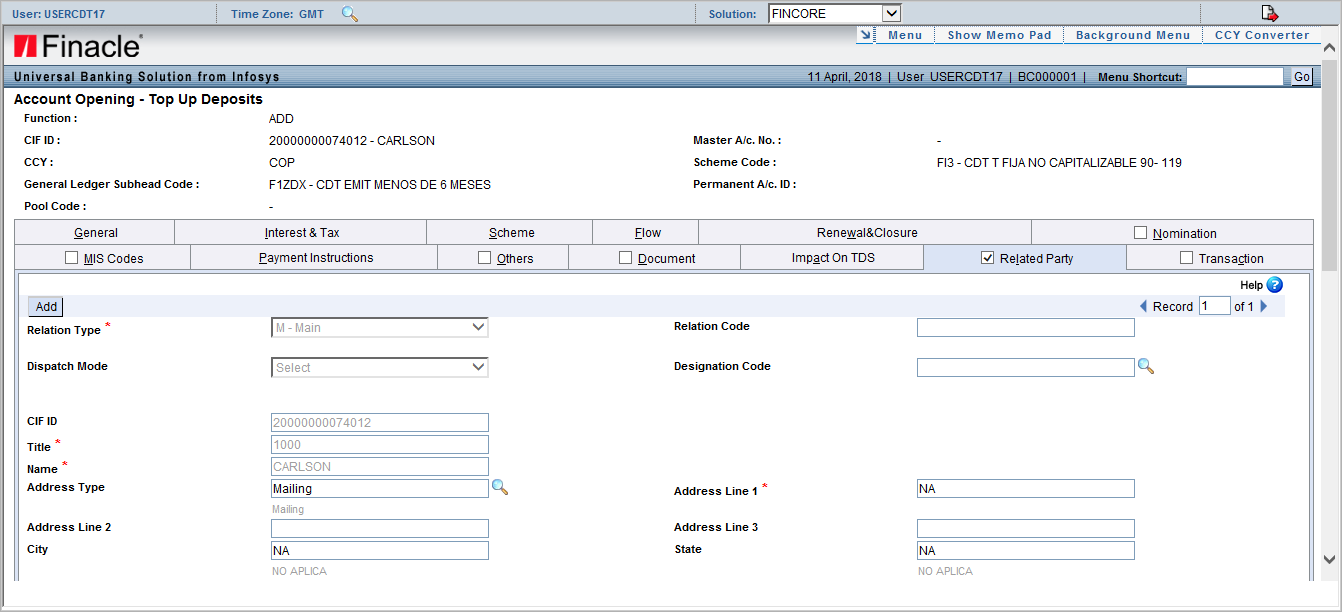 User: USERCDT17 Time Zone: GMT Solution: FINCORE
Finacle Menu Show Memo Pad Background Menu CCY Converter
Universal Banking Solution from Infosys 11 April, 2018 | User USERCDT17 | BC000001 | Menu Shortcut: Go
Account Opening - Top Up Deposits
Function : ADD
CIF ID : 20000000074012 - CARLSON Master A/c. No. : -
CCY : COP Scheme Code : FI3 - CDT T FIJA NO CAPITALIZABLE 90- 119
General Ledger Subhead Code : F1ZDX - CDT EMIT MENOS DE 6 MESES Permanent A/c. ID :
Pool Code : -
General Interest & Tax Scheme Flow Renewal&Closure Nomination
MIS Codes Payment Instructions Others Document Impact On TDS Related Party Transaction
Help ?
Add Record 1 of 1
Relation Type * M - Main Relation Code
Dispatch Mode Select Designation Code
CIF ID 20000000074012
Title * 1000
Name * CARLSON
Address Type Mailing Address Line 1 * NA
Mailing
Address Line 2 Address Line 3
City NA State NA
NO APLICA NO APLICA